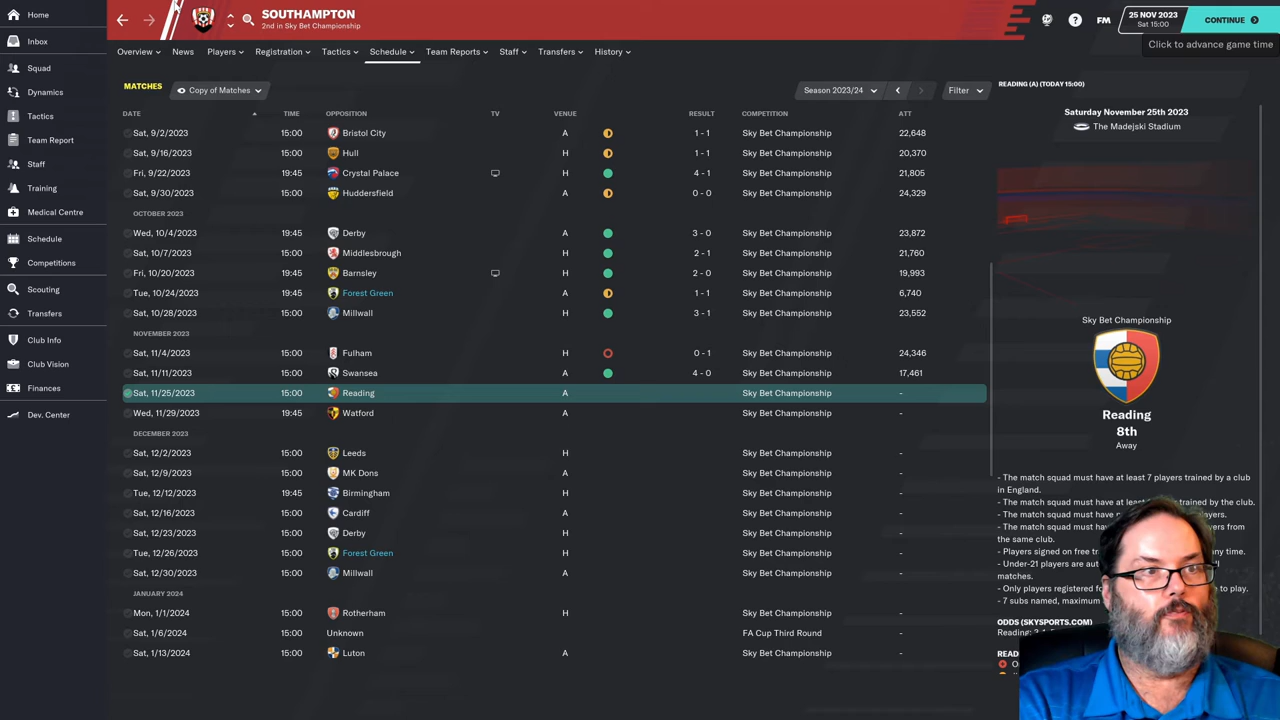 Home
Inbox
Squad
Dynamics
Tactics
Team Report
Staff
Training
Medical Centre
Schedule
Competitions
Scouting
Transfers
Club Info
Club Vision
Finances
Dev. Center
SOUTHAMPTON
2nd in Sky Bet Championship
FM
25 NOV 2023
Sat 15:00
CONTINUE
Click to advance game time
Overview News Players Registration Tactics Schedule Team Reports Staff Transfers History
MATCHES Copy of Matches Season 2023/24 Filter
DATE TIME OPPOSITION TV VENUE RESULT COMPETITION ATT
Sat, 9/2/2023 15:00 Bristol City A 1 - 1 Sky Bet Championship 22,648
Sat, 9/16/2023 15:00 Hull H 1 - 1 Sky Bet Championship 20,370
Fri, 9/22/2023 19:45 Crystal Palace H 4 - 1 Sky Bet Championship 21,805
Sat, 9/30/2023 15:00 Huddersfield A 0 - 0 Sky Bet Championship 24,329
OCTOBER 2023
Wed, 10/4/2023 19:45 Derby A 3 - 0 Sky Bet Championship 23,872
Sat, 10/7/2023 15:00 Middlesbrough H 2 - 1 Sky Bet Championship 21,760
Fri, 10/20/2023 19:45 Barnsley H 2 - 0 Sky Bet Championship 19,993
Tue, 10/24/2023 19:45 Forest Green A 1 - 1 Sky Bet Championship 6,740
Sat, 10/28/2023 15:00 Millwall H 3 - 1 Sky Bet Championship 23,552
NOVEMBER 2023
Sat, 11/4/2023 15:00 Fulham H 0 - 1 Sky Bet Championship 24,346
Sat, 11/11/2023 15:00 Swansea A 4 - 0 Sky Bet Championship 17,461
Sat, 11/25/2023 15:00 Reading A Sky Bet Championship -
Wed, 11/29/2023 19:45 Watford A Sky Bet Championship -
DECEMBER 2023
Sat, 12/2/2023 15:00 Leeds H Sky Bet Championship -
Sat, 12/9/2023 15:00 MK Dons A Sky Bet Championship -
Tue, 12/12/2023 19:45 Birmingham H Sky Bet Championship -
Sat, 12/16/2023 15:00 Cardiff A Sky Bet Championship -
Sat, 12/23/2023 15:00 Derby H Sky Bet Championship -
Tue, 12/26/2023 15:00 Forest Green H Sky Bet Championship -
Sat, 12/30/2023 15:00 Millwall A Sky Bet Championship -
JANUARY 2024
Mon, 1/1/2024 15:00 Rotherham H Sky Bet Championship -
Sat, 1/6/2024 15:00 Unknown FA Cup Third Round -
Sat, 1/13/2024 15:00 Luton A Sky Bet Championship -
READING (A) (TODAY 15:00)
Saturday November 25th 2023
The Madejski Stadium
Sky Bet Championship
Reading
8th
Away
- The match squad must have at least 7 players trained by a club
in England.
- The match squad must have at least trained by the club.
- The match squad must have players.
- The match squad must have from
the same club.
- Players signed on free any time.
- Under-21 players are
matches.
- Only players registered to play.
- 7 subs named, maximum
ODDS (SKYSPORTS.COM)
Reading: